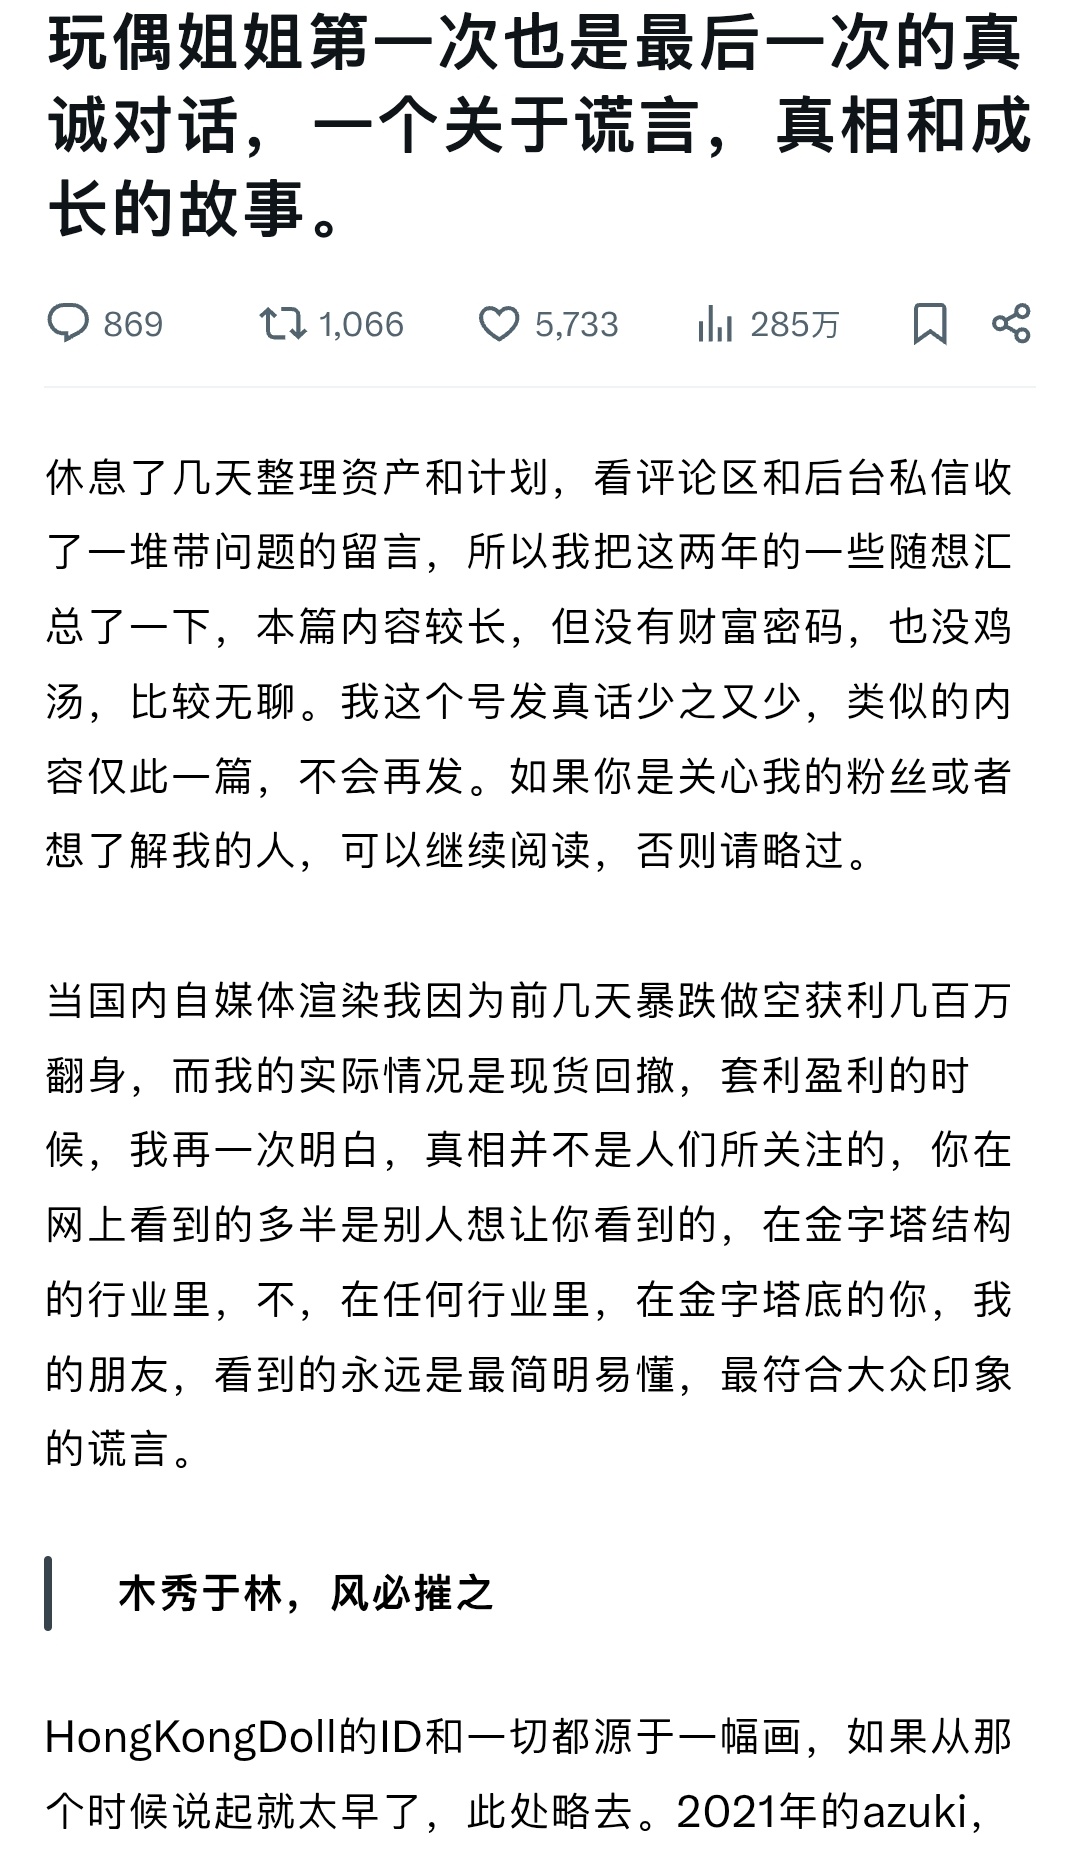 玩偶姐姐第一次也是最后一次的真
诚对话，一个关于谎言，真相和成
长的故事。
869 1,066 5,733 285万
休息了几天整理资产和计划，看评论区和后台私信收
了一堆带问题的留言，所以我把这两年的一些随想汇
总了一下，本篇内容较长，但没有财富密码，也没鸡
汤，比较无聊。我这个号发真话少之又少，类似的内
容仅此一篇，不会再发。如果你是关心我的粉丝或者
想了解我的人，可以继续阅读，否则请略过。
当国内自媒体渲染我因为前几天暴跌做空获利几百万
翻身，而我的实际情况是现货回撤，套利盈利的时
候，我再一次明白，真相并不是人们所关注的，你在
网上看到的多半是别人想让你看到的，在金字塔结构
的行业里，不，在任何行业里，在金字塔底的你，我
的朋友，看到的永远是最简明易懂，最符合大众印象
的谎言。
木秀于林，风必摧之
HongKongDoll的ID和一切都源于一幅画，如果从那
个时候说起就太早了，此处略去。2021年的azuki，